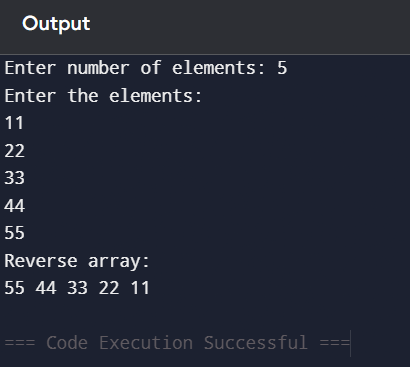 Output
Enter number of elements: 5
Enter the elements:
11
22
33
44
55
Reverse array:
55 44 33 22 11
=== Code Execution Successful ===